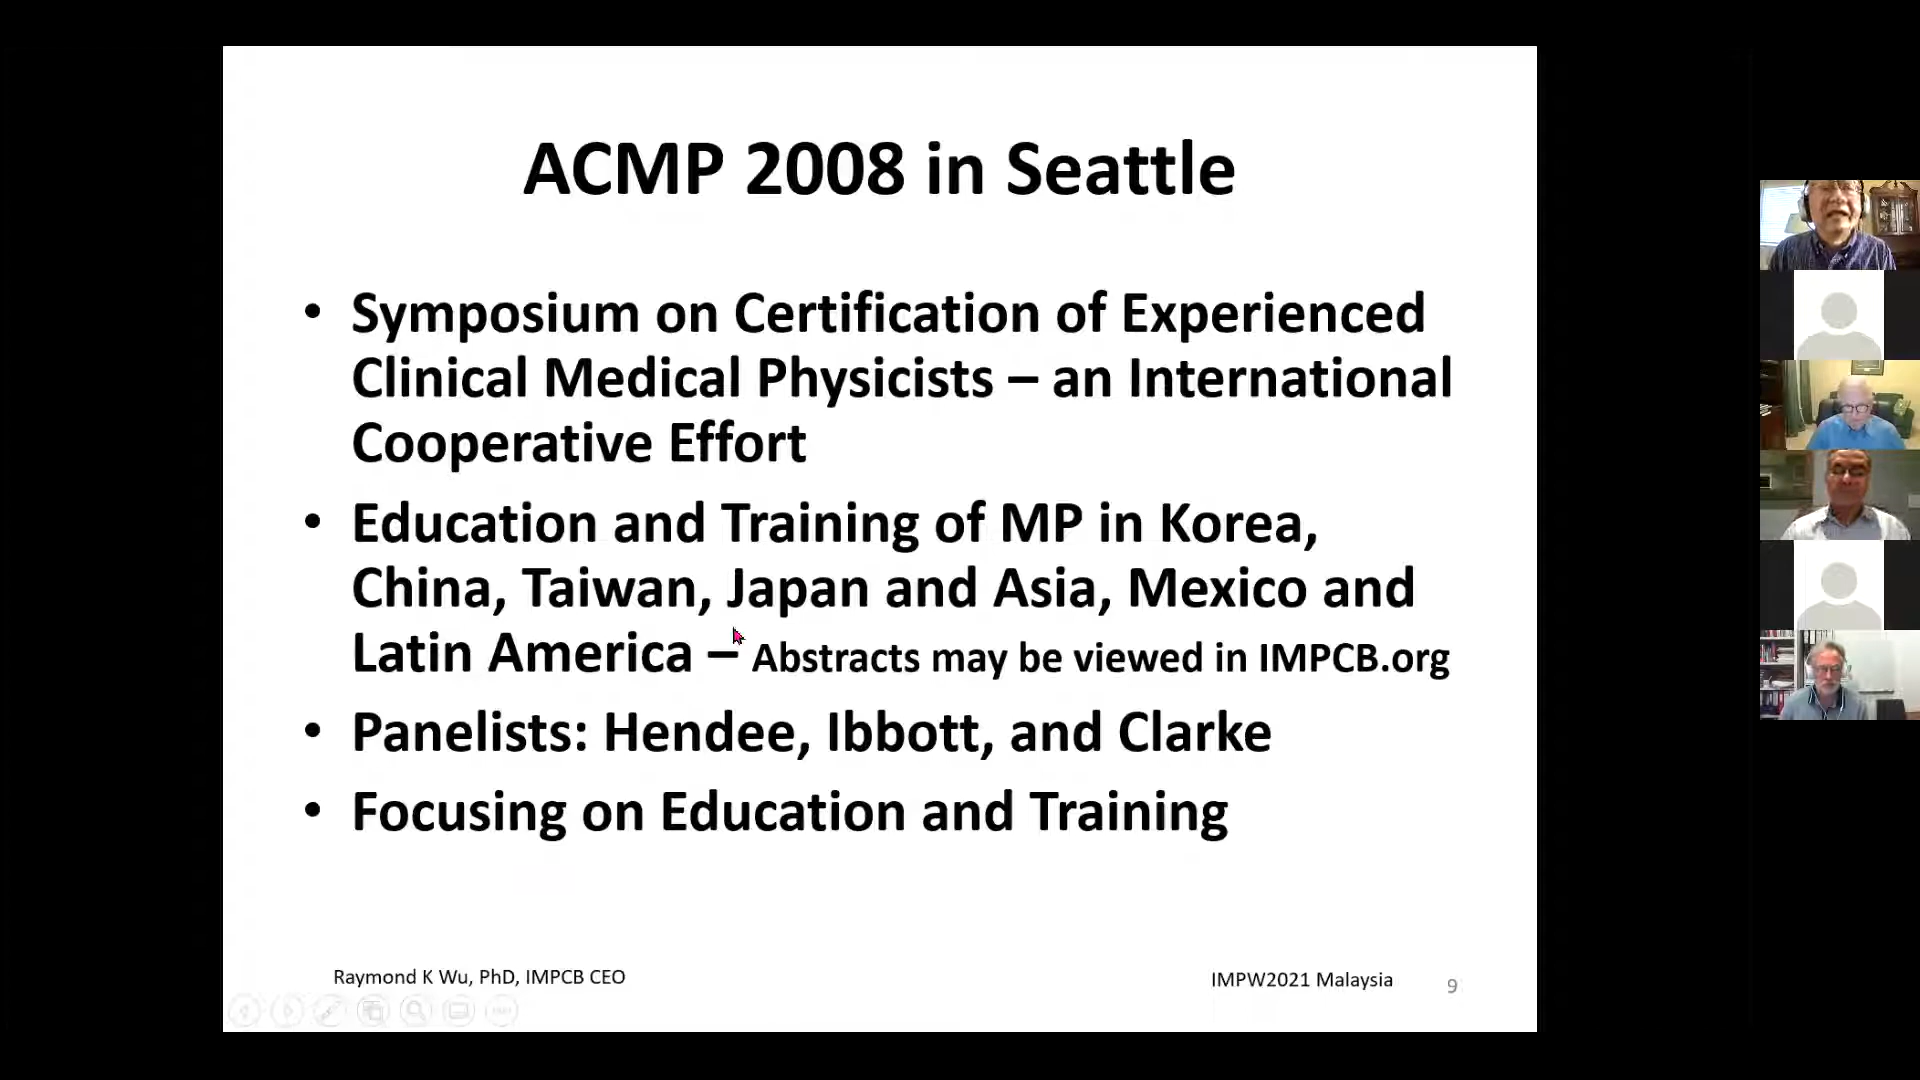 ACMP 2008 in Seattle
• Symposium on Certification of Experienced
Clinical Medical Physicists – an International
Cooperative Effort
• Education and Training of MP in Korea,
China, Taiwan, Japan and Asia, Mexico and
Latin America – Abstracts may be viewed in IMPCB.org
• Panelists: Hendee, Ibbott, and Clarke
• Focusing on Education and Training
Raymond K Wu, PhD, IMPCB CEO
IMPW2021 Malaysia
9